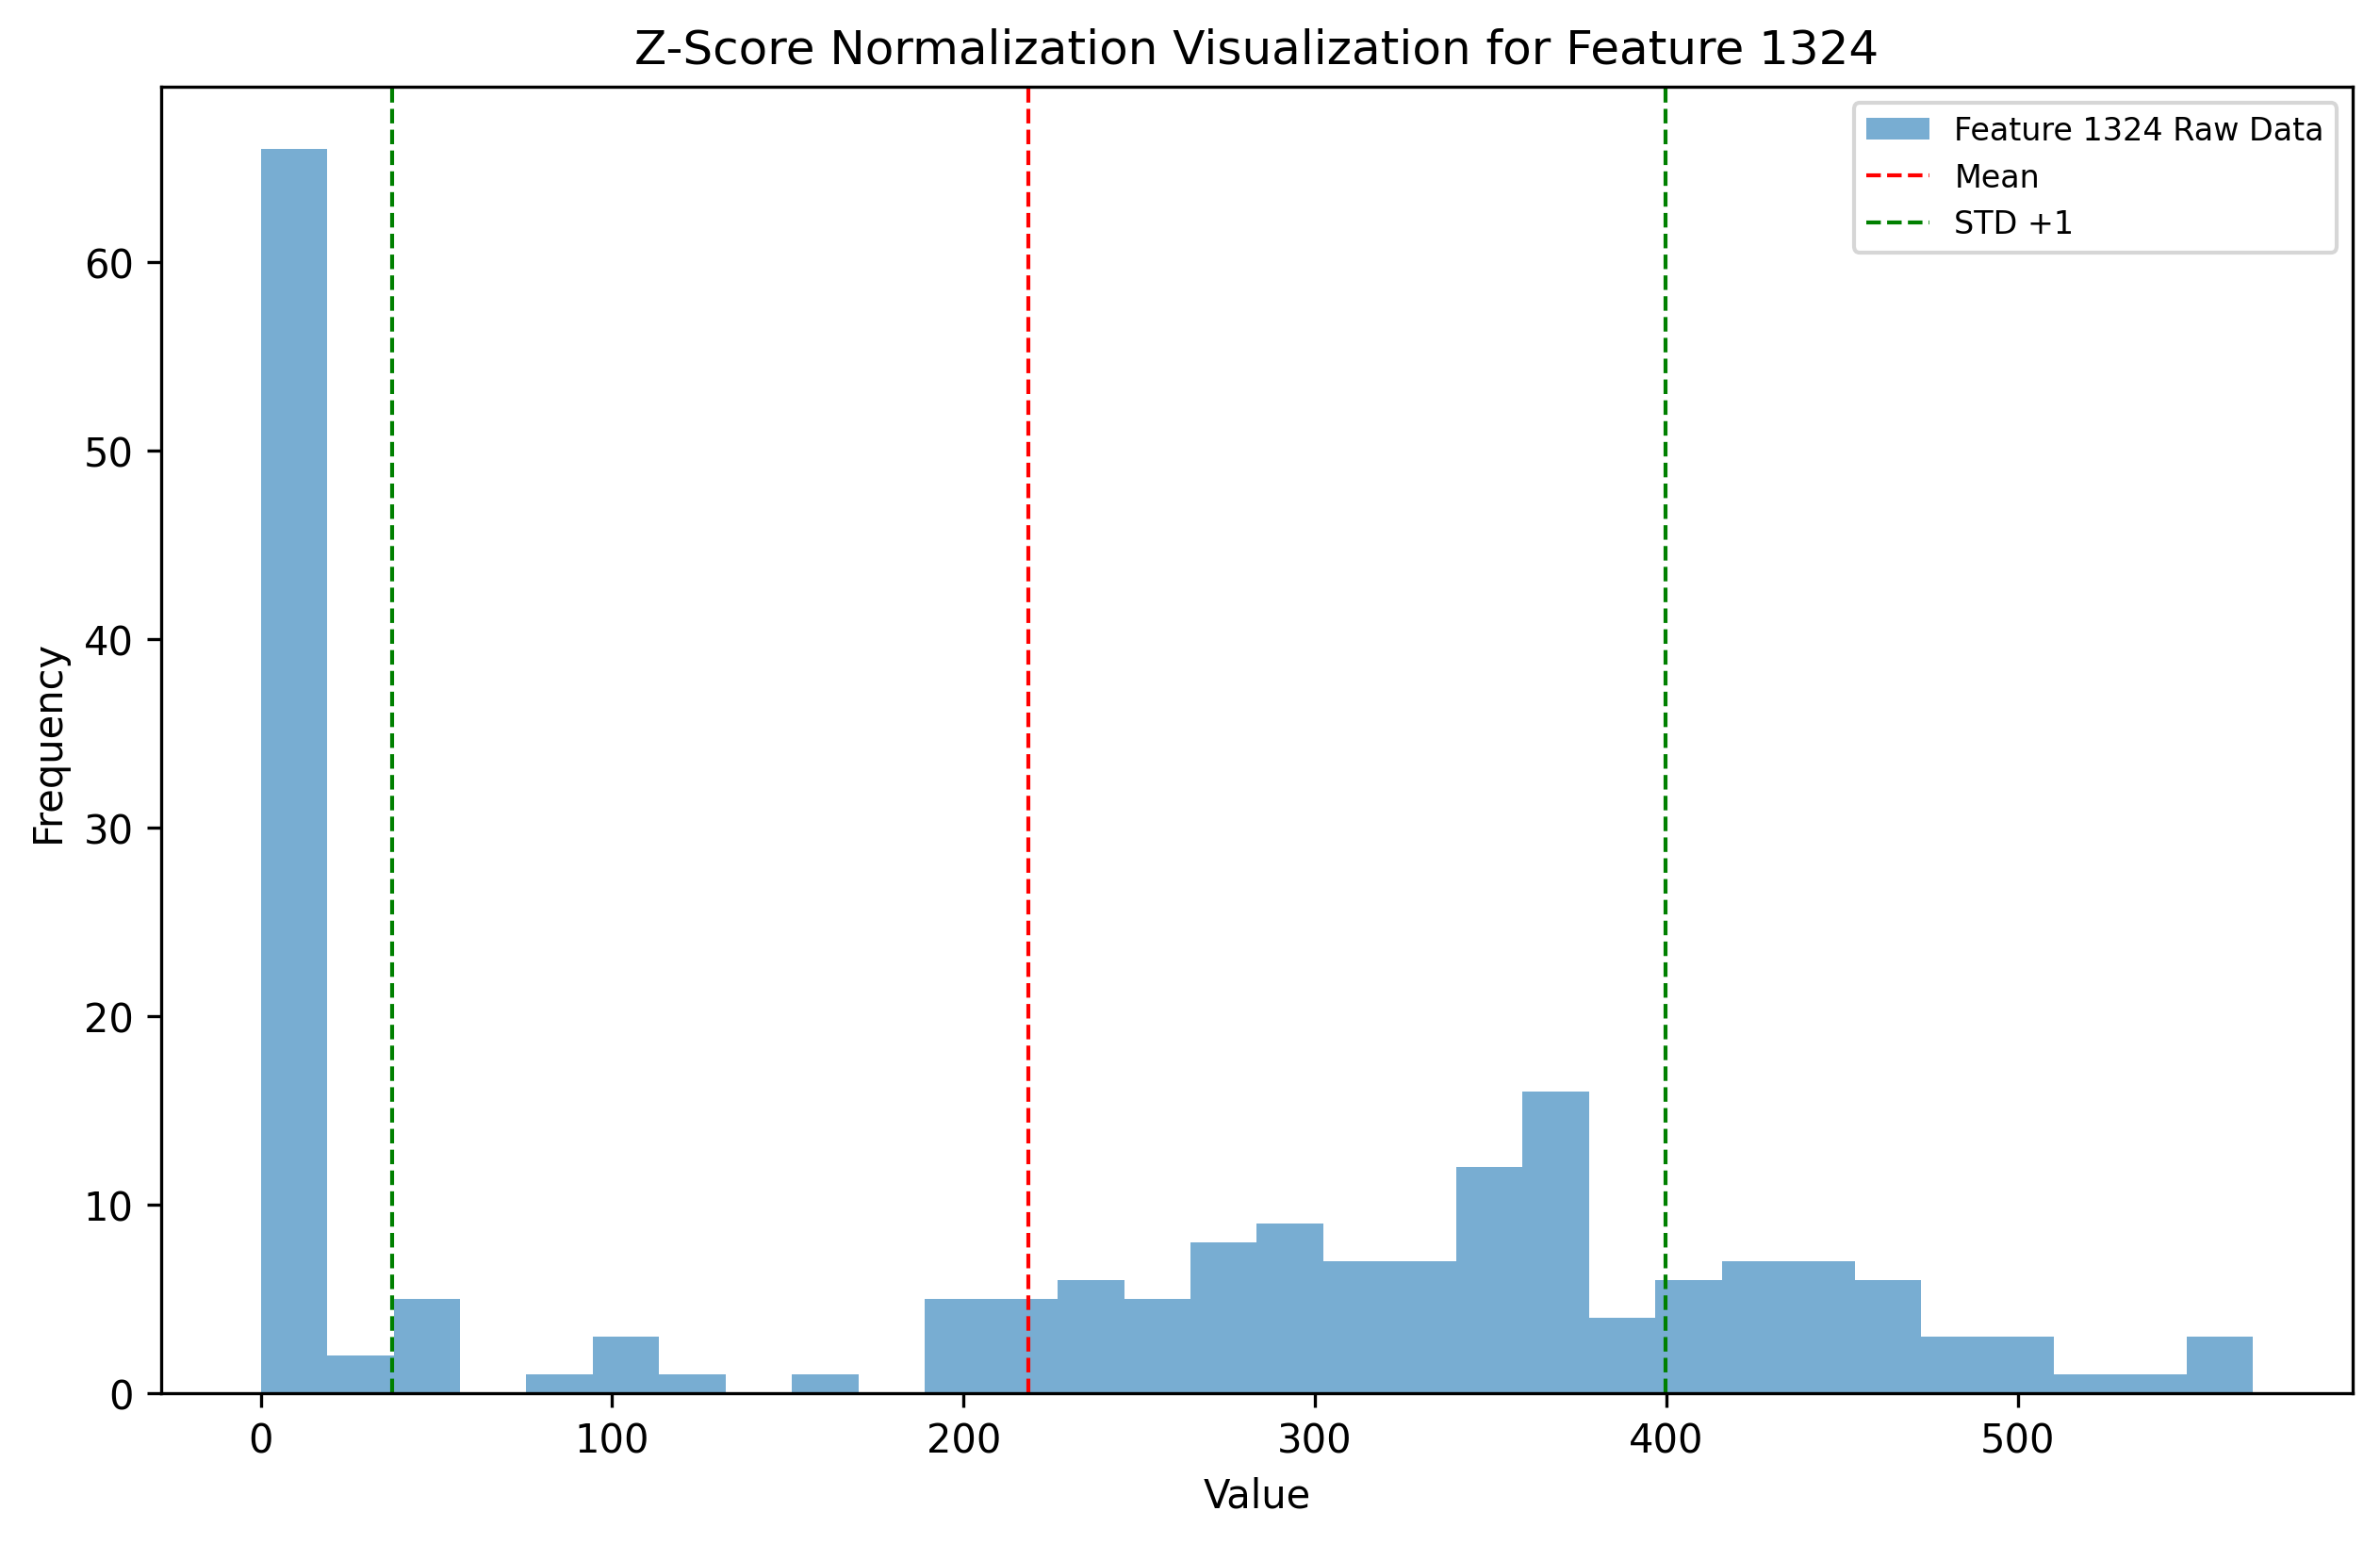 Z-Score Normalization Visualization for Feature 1324
Feature 1324 Raw Data
Mean
STD +1
Frequency
60
50
40
30
20
10
0
0 100 200 300 400 500
Value